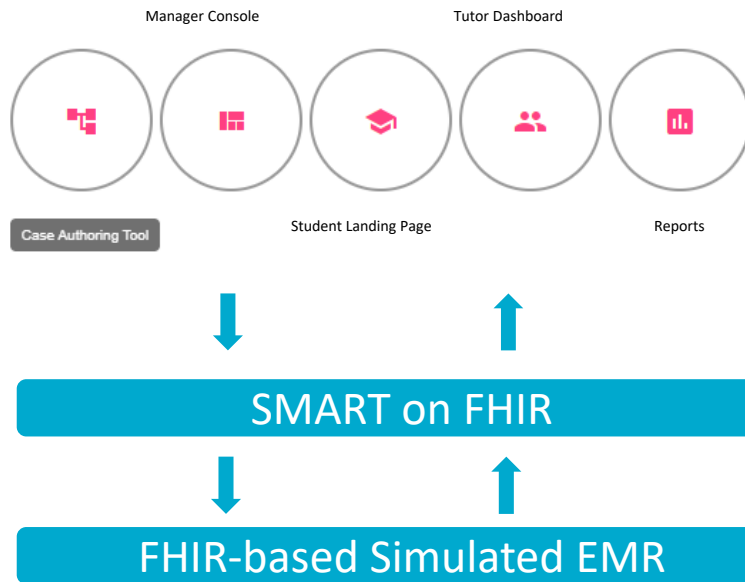 Manager Console
Tutor Dashboard
Case Authoring Tool
Student Landing Page
Reports
SMART on FHIR
FHIR-based Simulated EMR